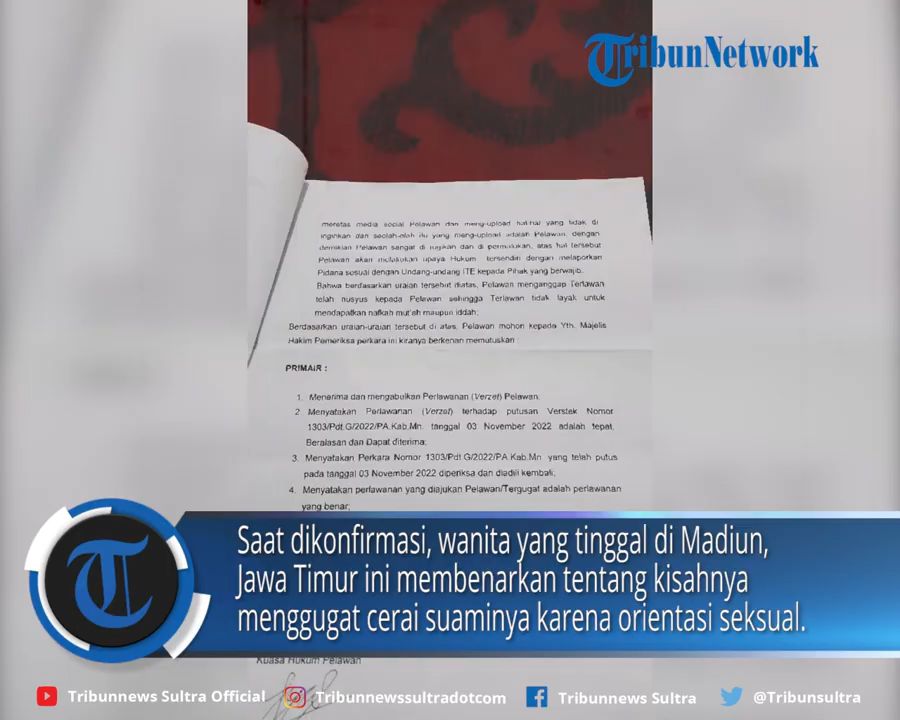 TribunNetwork
meretas media social Pelawan dan meng-upload hal-hal yang tidak di
inginkan dan seolah-olah itu yang meng-upload adalah Pelawan, dengan
demikian Pelawan sangat di rugikan dan di permalukan, atas hal tersebut
Pelawan akan melakukan upaya Hukum tersendiri dengan melaporkan
Pidana sesuai dengan Undang-undang ITE kepada Pihak yang berwajib.
Bahwa berdasarkan uraian tersebut diatas, Pelawan menganggap Terlawan
telah nusyus kepada Pelawan sehingga Terlawan tidak layak untuk
mendapatkan nafkah mut'ah maupun iddah;
Berdasarkan uraian-uraian tersebut di atas, Pelawan mohon kepada Yth. Majelis
Hakim Pemeriksa perkara ini kiranya berkenan memutuskan
PRIMAIR :
1. Menerima dan mengabulkan Perlawanan (Verzet) Pelawan;
2. Menyatakan Perlawanan (Verzet) terhadap putusan Verstek Nomor
1303/Pdt.G/2022/PA.Kab.Mn. tanggal 03 November 2022 adalah tepat,
Beralasan dan Dapat diterima;
3. Menyatakan Perkara Nomor 1303/Pdt.G/2022/PA.Kab.Mn yang telah putus
pada tanggal 03 November 2022 diperiksa dan diadili kembali;
4. Menyatakan perlawanan yang diajukan Pelawan/Tergugat adalah perlawanan
yang benar;
Saat dikonfirmasi, wanita yang tinggal di Madiun,
Jawa Timur ini membenarkan tentang kisahnya
menggugat cerai suaminya karena orientasi seksual.
Kuasa Hukum Pelawan
Tribunnews Sultra Official Tribunnewssultradotcom Tribunnews Sultra @Tribunsultra